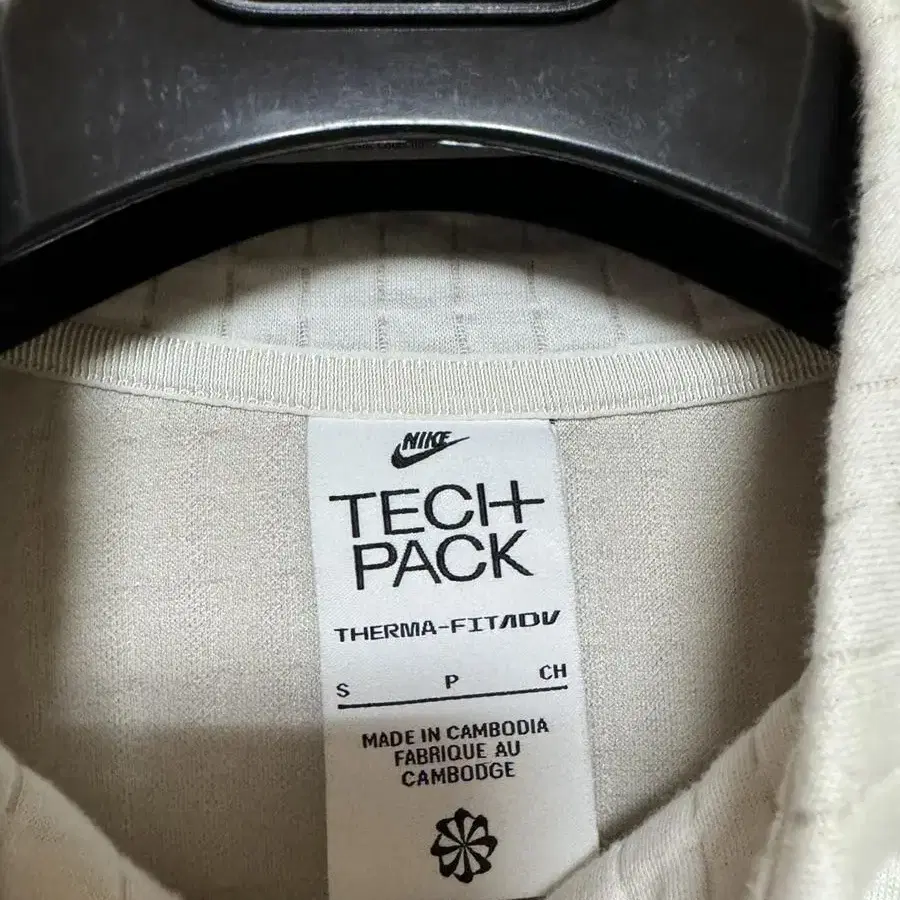 NIKE
TECH
PACK
THERMA-FITADV
S P CH
MADE IN CAMBODIA
FABRIQUE AU
CAMBODGE